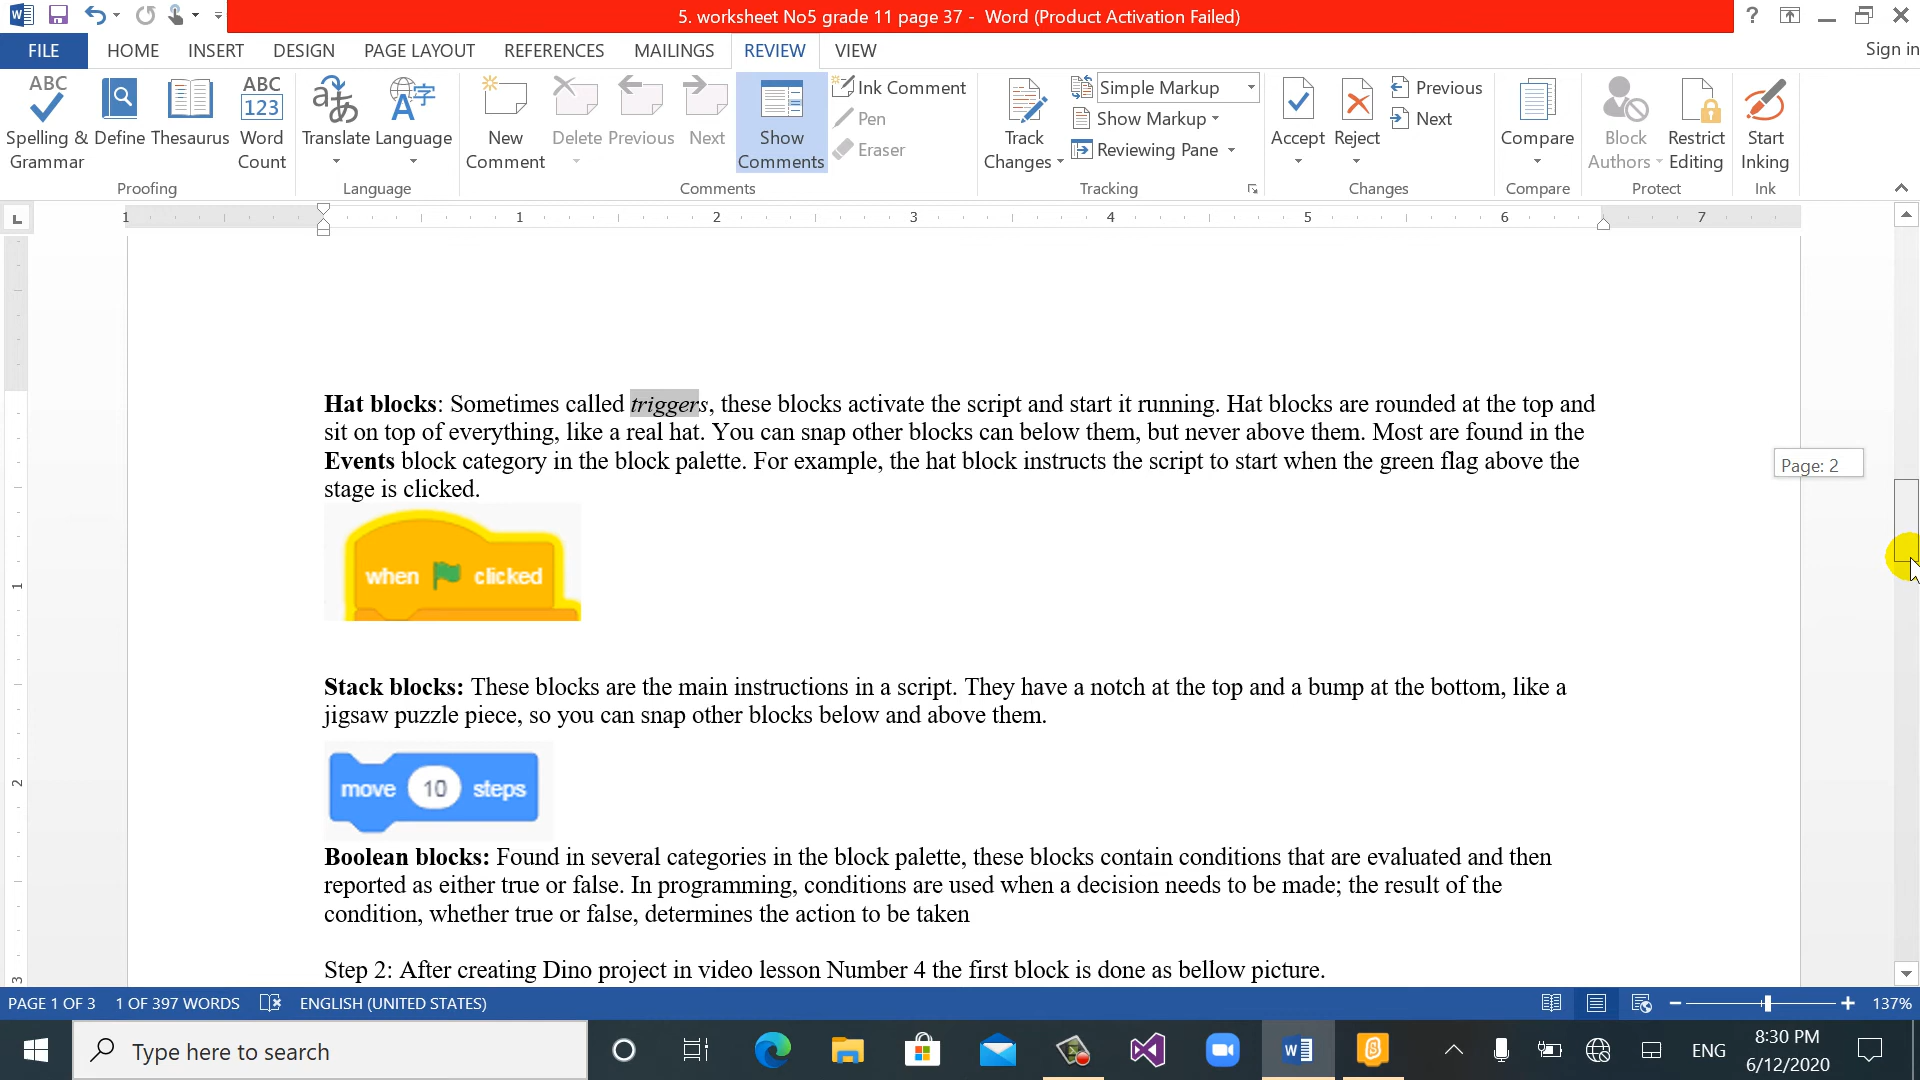 5. worksheet No5 grade 11 page 37 - Word (Product Activation Failed)
FILE HOME INSERT DESIGN PAGE LAYOUT REFERENCES MAILINGS REVIEW VIEW Sign in
Spelling & Grammar
Define
Thesaurus
Word Count
Proofing
Translate
Language
Language
New Comment
Delete
Previous
Next
Show Comments
Ink Comment
Pen
Eraser
Comments
Track Changes
Simple Markup
Show Markup
Reviewing Pane
Tracking
Accept
Reject
Previous
Next
Changes
Compare
Compare
Block Authors
Restrict Editing
Protect
Start Inking
Ink
1 1 2 3 4 5 6 7
Hat blocks: Sometimes called triggers, these blocks activate the script and start it running. Hat blocks are rounded at the top and
sit on top of everything, like a real hat. You can snap other blocks can below them, but never above them. Most are found in the
Events block category in the block palette. For example, the hat block instructs the script to start when the green flag above the
stage is clicked.
Page: 2
when clicked
Stack blocks: These blocks are the main instructions in a script. They have a notch at the top and a bump at the bottom, like a
jigsaw puzzle piece, so you can snap other blocks below and above them.
move 10 steps
Boolean blocks: Found in several categories in the block palette, these blocks contain conditions that are evaluated and then
reported as either true or false. In programming, conditions are used when a decision needs to be made; the result of the
condition, whether true or false, determines the action to be taken
Step 2: After creating Dino project in video lesson Number 4 the first block is done as bellow picture.
1
2
3
PAGE 1 OF 3 1 OF 397 WORDS ENGLISH (UNITED STATES) 137%
Type here to search
ENG
8:30 PM
6/12/2020